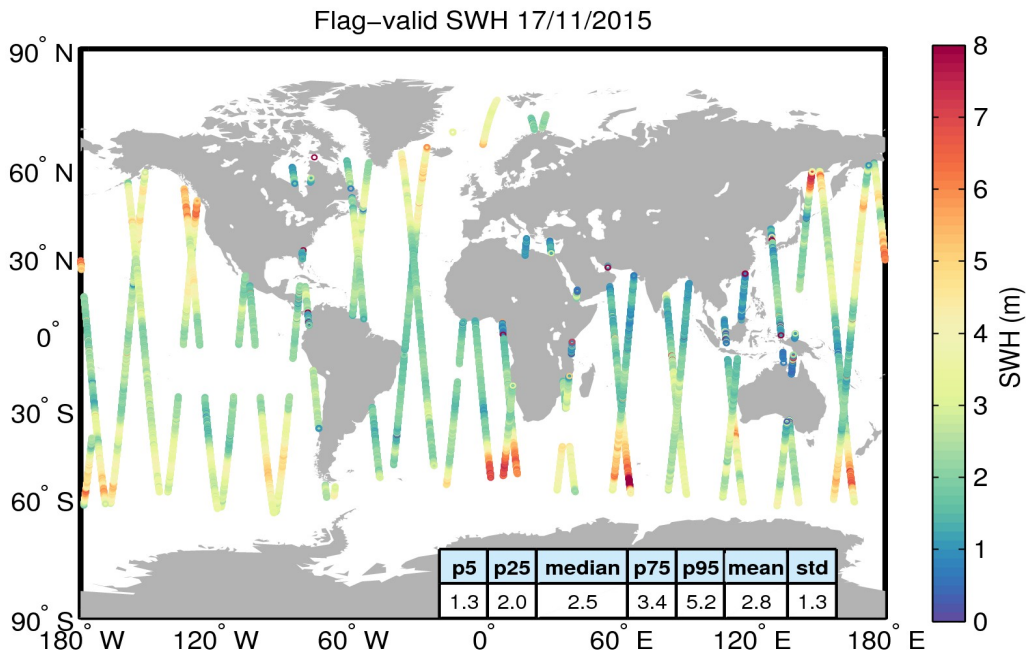 Flag−valid SWH 17/11/2015
90° N
60° N
30° N
0°
30° S
60° S
90° S
180° W
120° W
60° W
0°
60° E
120° E
180° E
8
7
6
5
4
3
2
1
0
SWH (m)
p5 p25 median p75 p95 mean std
1.3 2.0 2.5 3.4 5.2 2.8 1.3